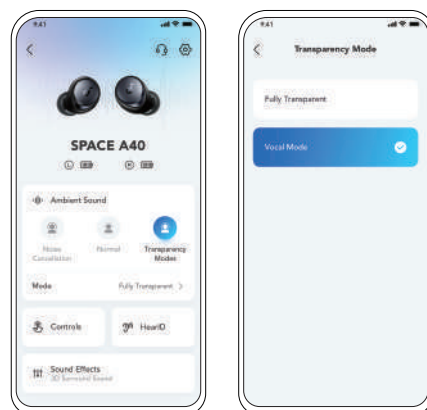 9:41
SPACE A40
Ambient Sound
Noise
Cancellation
Normal
Transparency
Modes
Mode
Fully Transparent
Controls
HearID
Sound Effects
3D Surround Sound
9:41
Transparency Mode
Fully Transparent
Vocal Mode